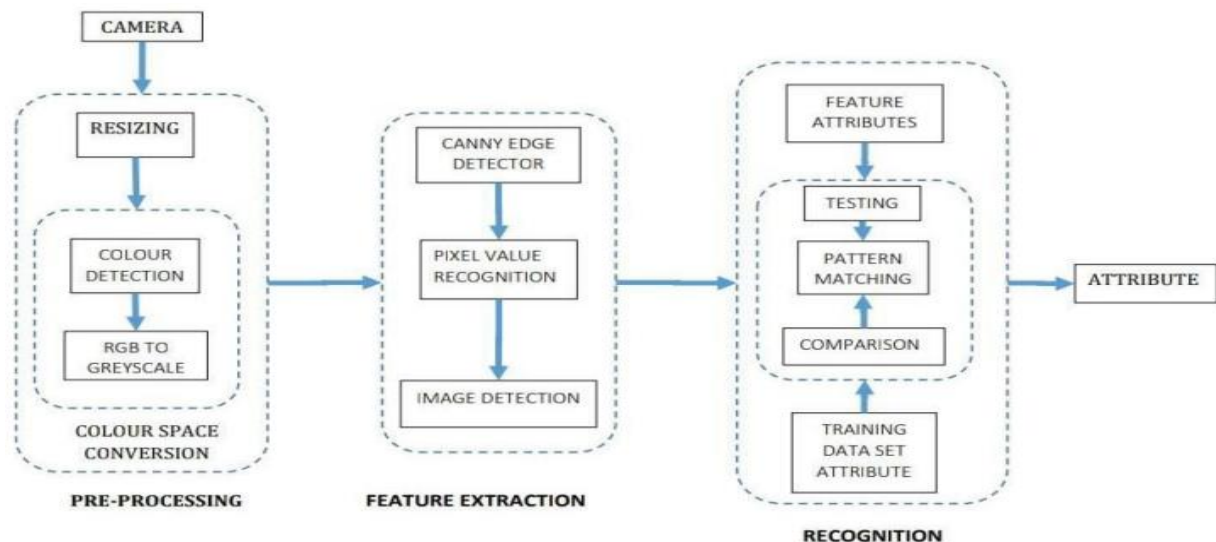 CAMERA
RESIZING
COLOUR
DETECTION
RGB TO
GREYSCALE
COLOUR SPACE
CONVERSION
PRE-PROCESSING
CANNY EDGE
DETECTOR
PIXEL VALUE
RECOGNITION
IMAGE DETECTION
FEATURE EXTRACTION
FEATURE
ATTRIBUTES
TESTING
PATTERN
MATCHING
COMPARISON
TRAINING
DATA SET
ATTRIBUTE
RECOGNITION
ATTRIBUTE